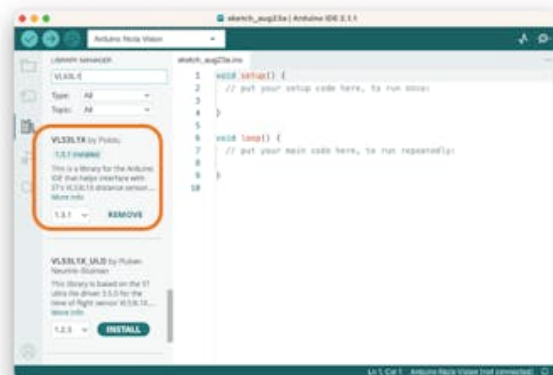 sketch_aug23a | Arduino IDE 2.1.1
Arduino Nicla Vision
LIBRARY MANAGER
VL53L1
Type: All
Topic: All
VL53L1X by Pololu
1.3.1 installed
This is a library for the Arduino
IDE that helps interface with
ST's VL53L1X distance sensor....
More info
1.3.1
REMOVE
VL53L1X_ULD by
This library is based on the ST
ultra lite driver 3.5.0 for the
time of flight sensor VL53L1X....
More info
1.2.3
INSTALL
sketch_aug23a.ino
1 void setup() {
2 // put your setup code here, to run once:
3
4 }
5
6 void loop() {
7 // put your main code here, to run repeatedly:
8
9 }
10
Ln 1, Col 1 Arduino Nicla Vision [not connected]